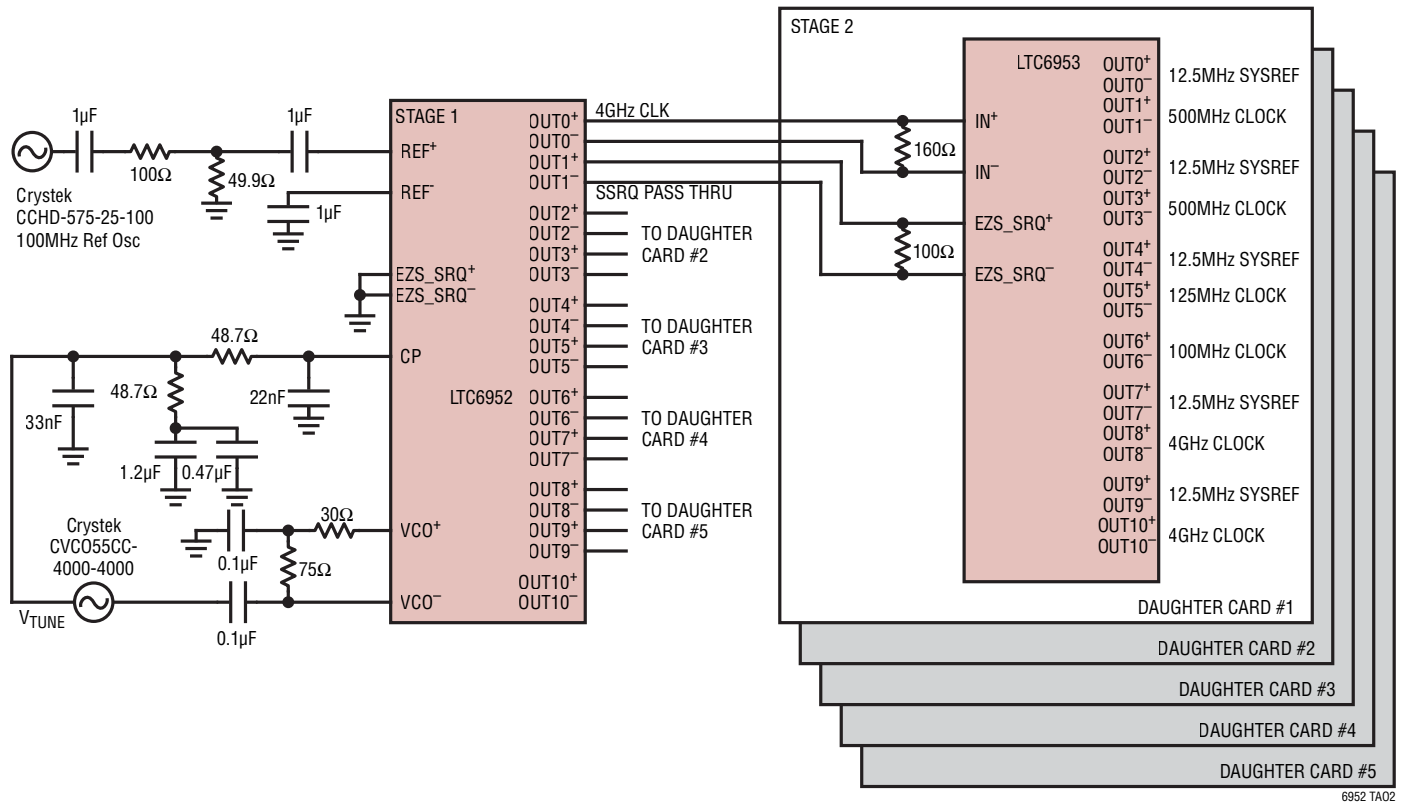 STAGE 2
LTC6953
OUT0+
OUT0–
12.5MHz SYSREF
OUT1+
OUT1–
500MHz CLOCK
OUT2+
OUT2–
12.5MHz SYSREF
OUT3+
OUT3–
500MHz CLOCK
OUT4+
OUT4–
12.5MHz SYSREF
OUT5+
OUT5–
125MHz CLOCK
OUT6+
OUT6–
100MHz CLOCK
OUT7+
OUT7–
12.5MHz SYSREF
OUT8+
OUT8–
4GHz CLOCK
OUT9+
OUT9–
12.5MHz SYSREF
OUT10+
OUT10–
4GHz CLOCK
IN+
160Ω
IN–
EZS_SRQ+
100Ω
EZS_SRQ–
DAUGHTER CARD #1
DAUGHTER CARD #2
DAUGHTER CARD #3
DAUGHTER CARD #4
DAUGHTER CARD #5
6952 TA02
1µF
1µF
100Ω
49.9Ω
1µF
Crystek
CCHD-575-25-100
100MHz Ref Osc
STAGE 1
REF+
REF-
EZS_SRQ+
EZS_SRQ–
CP
LTC6952
VCO+
VCO–
OUT0+
OUT0–
OUT1+
OUT1–
4GHz CLK
SSRQ PASS THRU
OUT2+
OUT2–
OUT3+
OUT3–
TO DAUGHTER
CARD #2
OUT4+
OUT4–
OUT5+
OUT5–
TO DAUGHTER
CARD #3
OUT6+
OUT6–
OUT7+
OUT7–
TO DAUGHTER
CARD #4
OUT8+
OUT8–
OUT9+
OUT9–
TO DAUGHTER
CARD #5
OUT10+
OUT10–
48.7Ω
48.7Ω
22nF
33nF
1.2µF
0.47µF
30Ω
0.1µF
75Ω
0.1µF
Crystek
CVCO55CC-
4000-4000
VTUNE